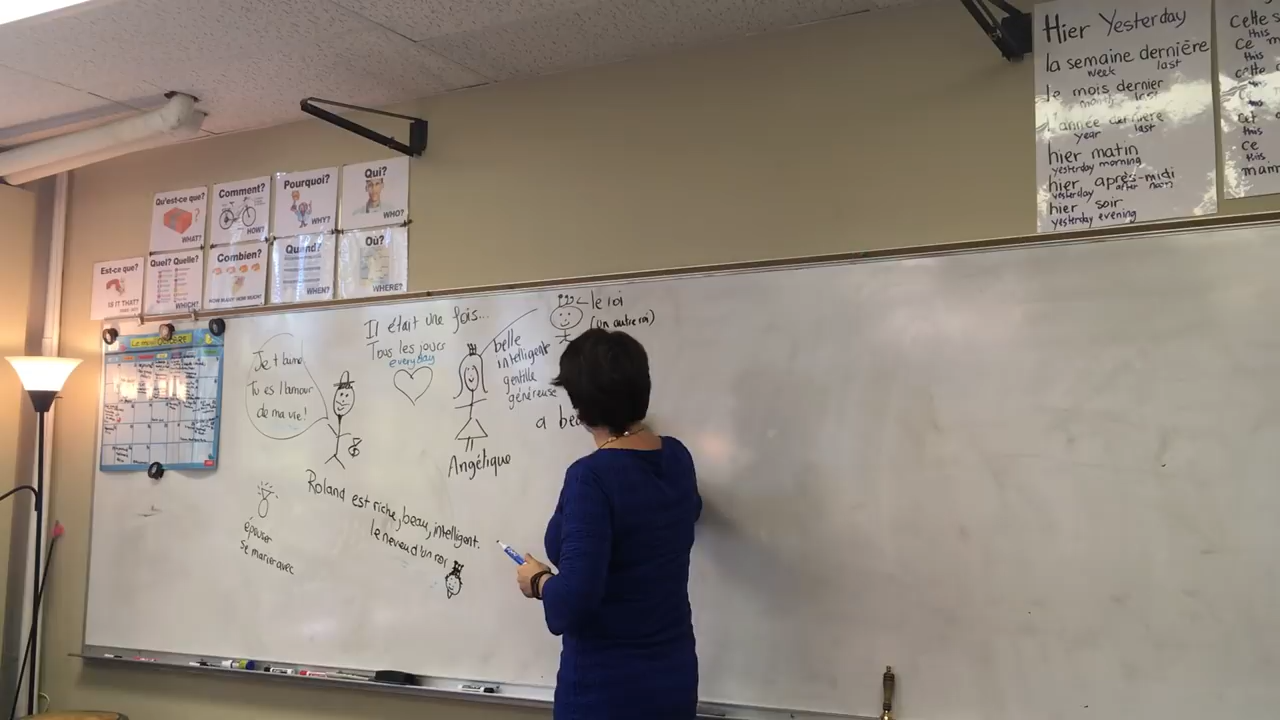 Hier Yesterday
la semaine dernière
week last
le mois dernier
month last
l'année dernière
year last
hier matin
yesterday morning
hier après-midi
yesterday after noon
hier soir
yesterday evening
this
Ce
this
cette
this
this
Cet
this
ce
this
Qu'est-ce que?
WHAT?
Comment?
HOW?
Pourquoi?
WHY?
Qui?
WHO?
Est-ce que?
IS IT THAT?
Quel? Quelle?
WHICH?
Combien?
HOW MANY? HOW MUCH?
Quand?
WHEN?
Où?
WHERE?
Il était une fois...
Tous les jours
everyday
Je t'aime
Tu es l'amour
de ma vie!
belle
intelligent
gentille
généreuse
le roi
(un autre roi)
a
Angélique
Roland est riche, beau, intelligent.
le neveu d'un roi
épouser
se marier avec